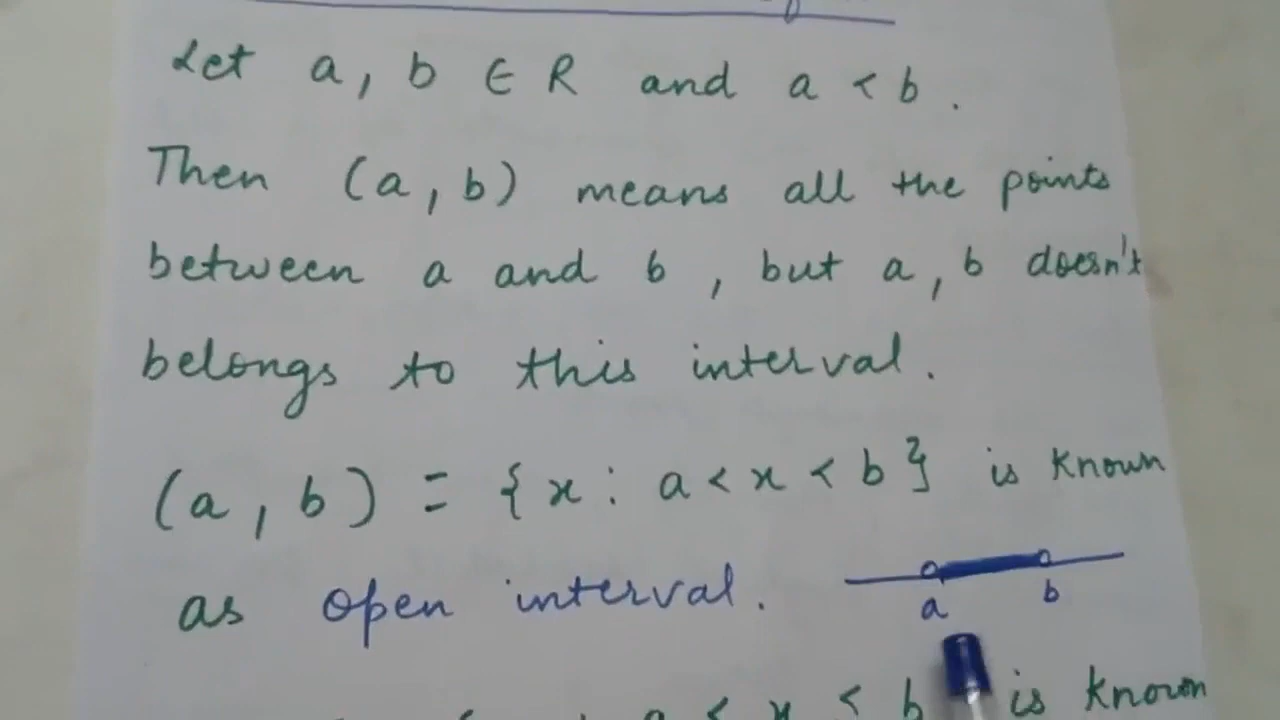 Let a, b ∈ R and a < b .
Then (a, b) means all the points
between a and b , but a, b doesn't
belongs to this interval.
(a, b) = {x : a < x < b} is known
as open interval.
a b
a < x < b is known